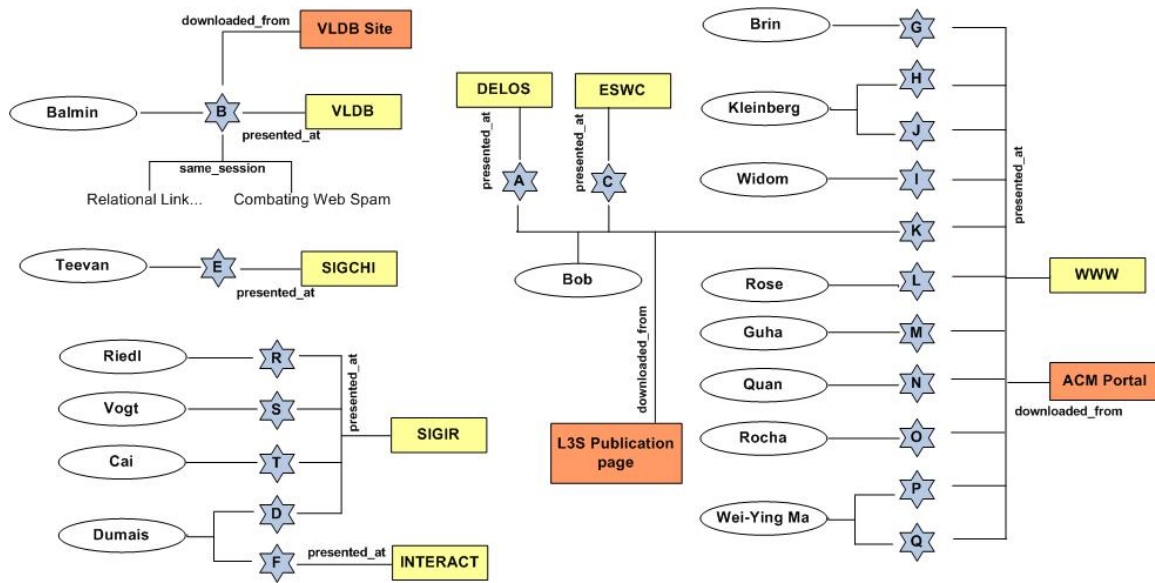 downloaded_from
VLDB Site
Balmin
B
VLDB
presented_at
same_session
Relational Link...
Combating Web Spam
Teevan
E
SIGCHI
presented_at
Riedl
R
Vogt
S
Cai
T
Dumais
D
F
presented_at
SIGIR
presented_at
INTERACT
DELOS
ESWC
presented_at
presented_at
A
C
Bob
downloaded_from
L3S Publication
page
Brin
G
Kleinberg
H
J
Widom
I
K
Rose
L
Guha
M
Quan
N
Rocha
O
Wei-Ying Ma
P
Q
presented_at
WWW
ACM Portal
downloaded_from